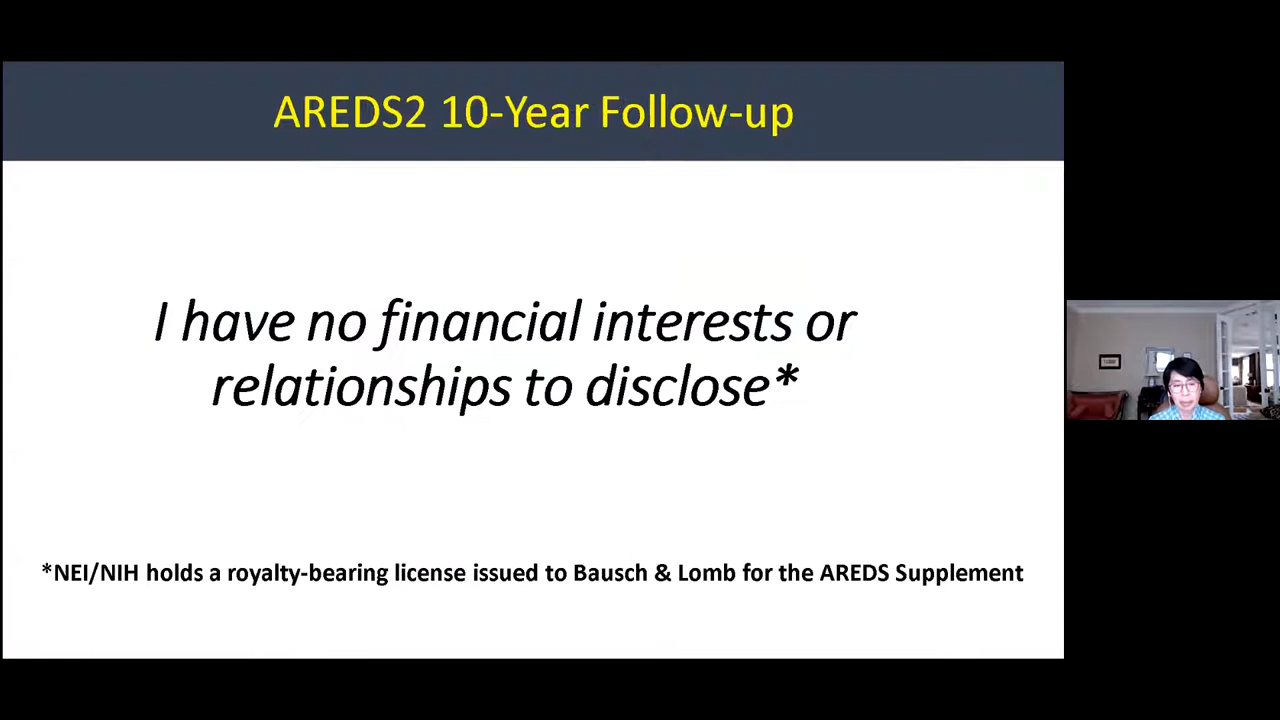 AREDS2 10-Year Follow-up
I have no financial interests or
relationships to disclose*
*NEI/NIH holds a royalty-bearing license issued to Bausch & Lomb for the AREDS Supplement